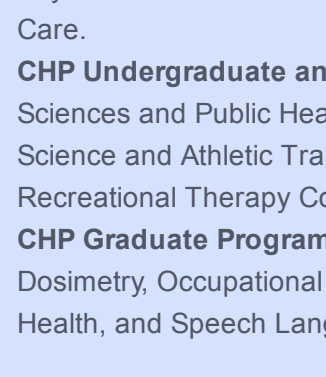 Care.
CHP Undergraduate an
Sciences and Public Hea
Science and Athletic Tra
Recreational Therapy Co
CHP Graduate Program
Dosimetry, Occupational
Health, and Speech Lang